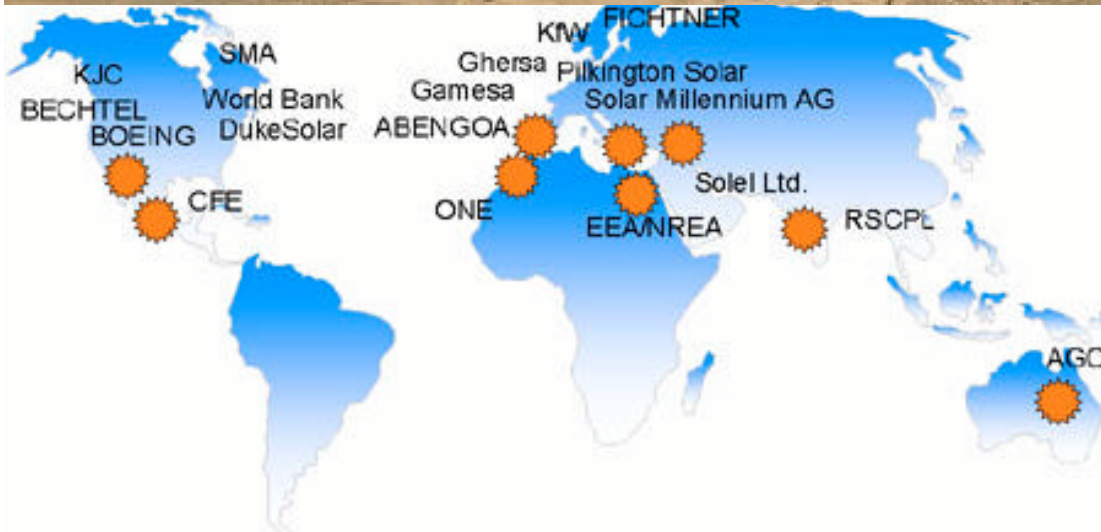 FICHTNER
KfW
SMA
Ghersa
Pilkington Solar
KJC
Gamesa
Solar Millennium AG
World Bank
BECHTEL
ABENGOA
DukeSolar
BOEING
Solel Ltd.
CFE
ONE
EEA/NREA
RSCPL
AGO